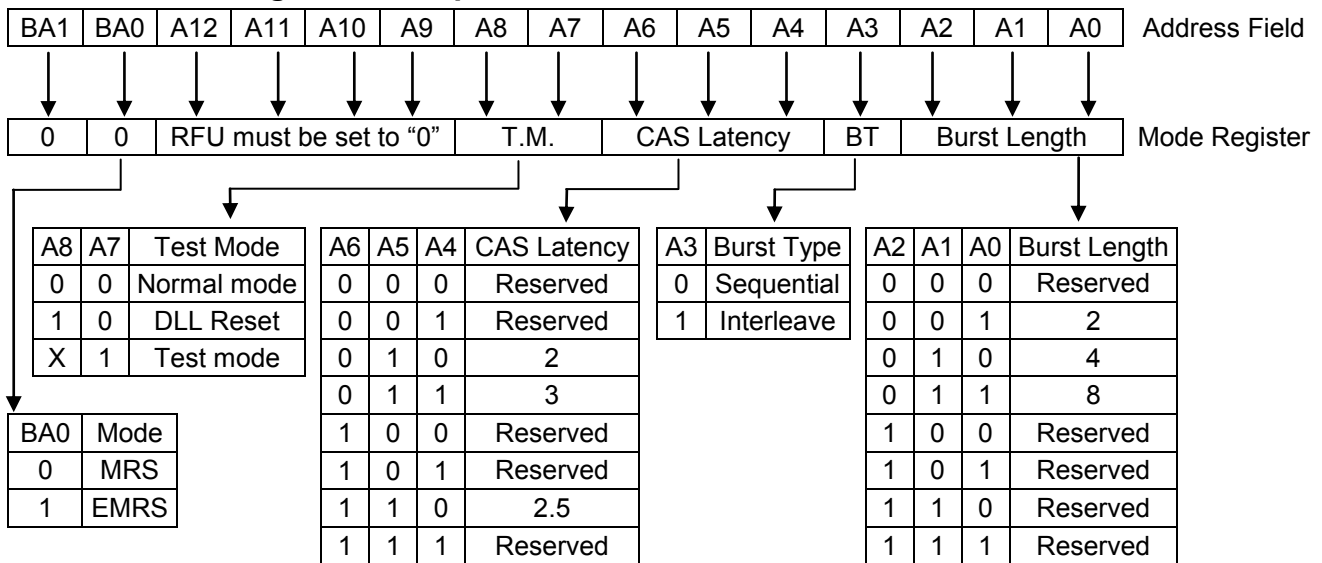 BA1 BA0 A12 A11 A10 A9 A8 A7 A6 A5 A4 A3 A2 A1 A0 Address Field
0 0 RFU must be set to “0” T.M. CAS Latency BT Burst Length Mode Register
A8 A7 Test Mode
0 0 Normal mode
1 0 DLL Reset
X 1 Test mode
BA0 Mode
0 MRS
1 EMRS
A6 A5 A4 CAS Latency
0 0 0 Reserved
0 0 1 Reserved
0 1 0 2
0 1 1 3
1 0 0 Reserved
1 0 1 Reserved
1 1 0 2.5
1 1 1 Reserved
A3 Burst Type
0 Sequential
1 Interleave
A2 A1 A0 Burst Length
0 0 0 Reserved
0 0 1 2
0 1 0 4
0 1 1 8
1 0 0 Reserved
1 0 1 Reserved
1 1 0 Reserved
1 1 1 Reserved